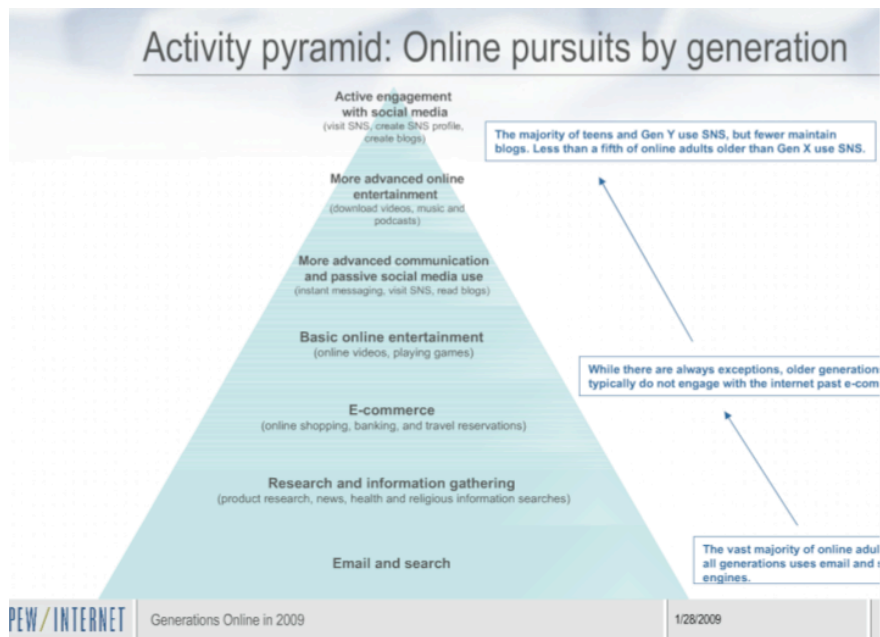 Activity pyramid: Online pursuits by generation
Active engagement
with social media
(visit SNS, create SNS profile,
create blogs)
The majority of teens and Gen Y use SNS, but fewer maintain
blogs. Less than a fifth of online adults older than Gen X use SNS.
More advanced online
entertainment
(download videos, music and
podcasts)
More advanced communication
and passive social media use
(instant messaging, visit SNS, read blogs)
Basic online entertainment
(online videos, playing games)
While there are always exceptions, older generation
typically do not engage with the internet past e-com
E-commerce
(online shopping, banking, and travel reservations)
Research and information gathering
(product research, news, health and religious information searches)
Email and search
The vast majority of online adul
all generations uses email and s
engines.
PEW/INTERNET
Generations Online in 2009
1/28/2009